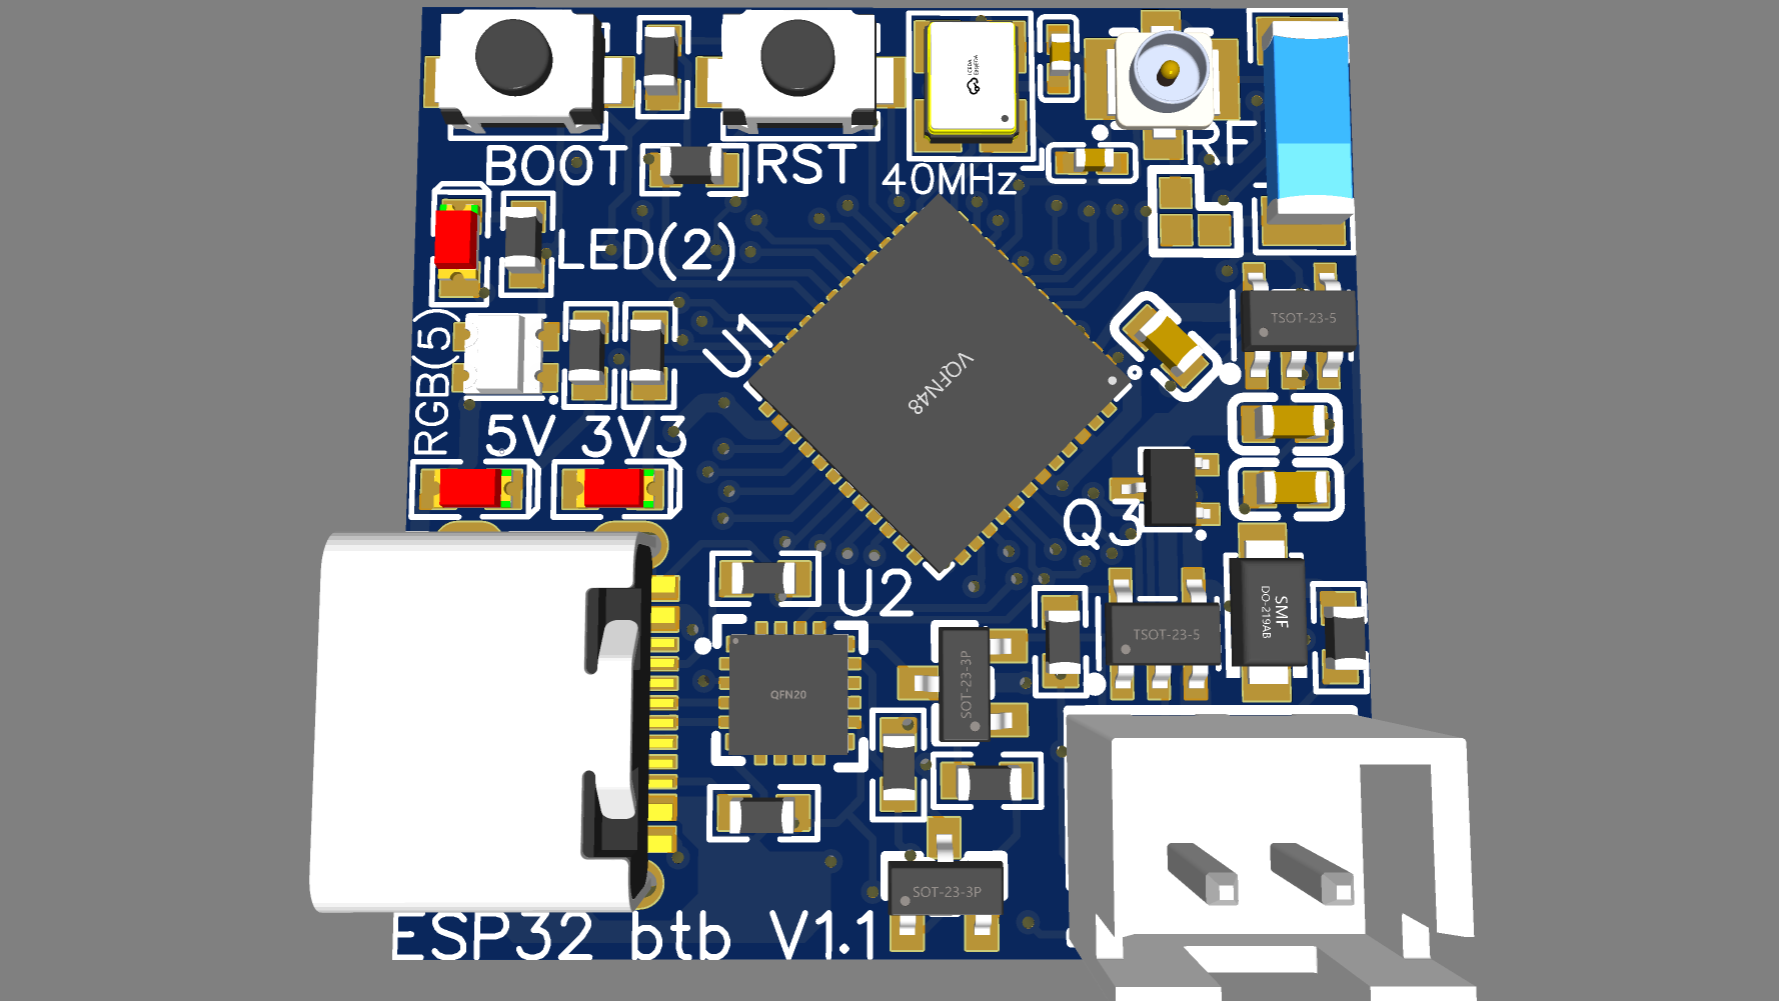 BOOT
RST
40MHz
RF
LED(2)
U1
RGB(5)
TSOT-23-5
VQFN48
5V
3V3
Q3
U2
SMF
DO-219AB
TSOT-23-5
SOT-23-3P
QFN20
SOT-23-3P
ESP32 btb V1.1